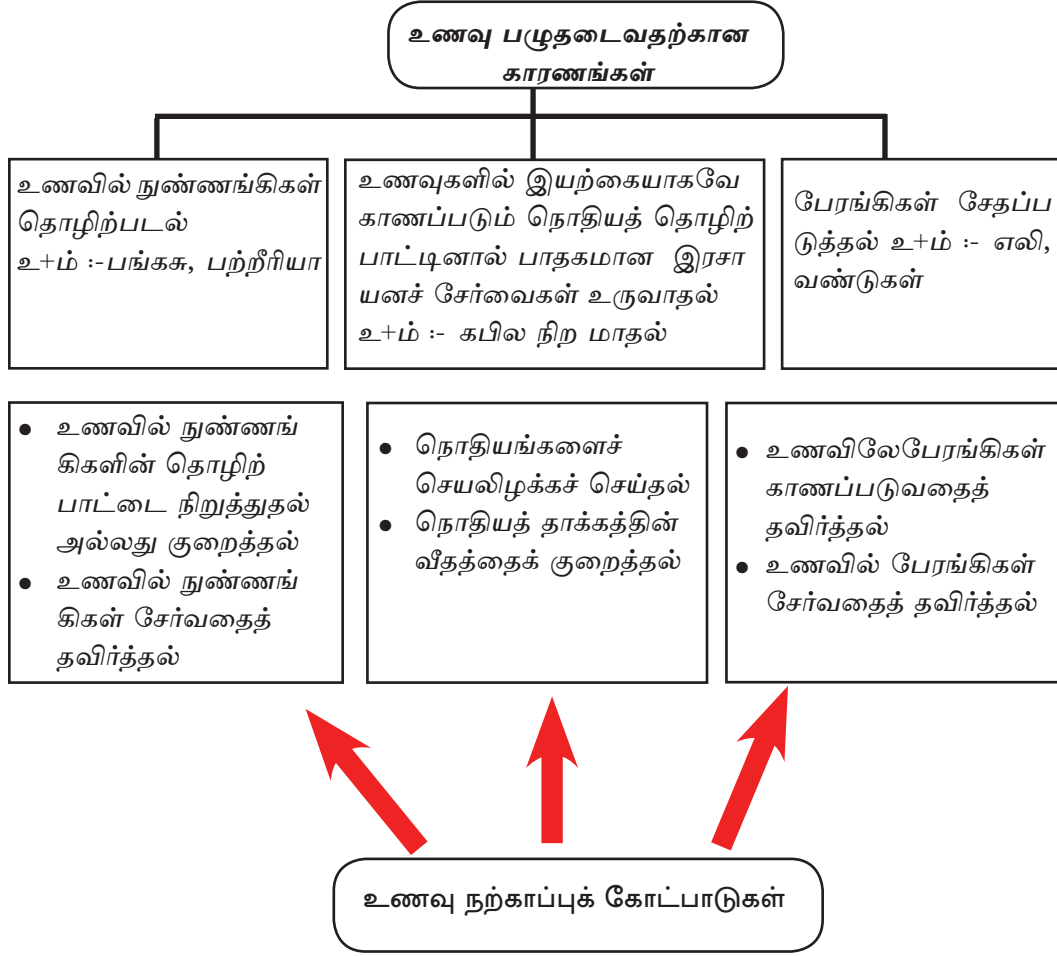 உணவு பழுதடைவதற்கான
காரணங்கள்
உணவில் நுண்ணங்கிகள்
தொழிற்படல்
உ+ம் :-பங்கசு, பற்றீரியா
உணவுகளில் இயற்கையாகவே
காணப்படும் நொதியத் தொழிற்
பாட்டினால் பாதகமான இரசா
யனச் சேர்வைகள் உருவாதல்
உ+ம் :- கபில நிற மாதல்
பேரங்கிகள் சேதப்ப
டுத்தல் உ+ம் :- எலி,
வண்டுகள்
● உணவில் நுண்ணங்
கிகளின் தொழிற்
பாட்டை நிறுத்துதல்
அல்லது குறைத்தல்
● உணவில் நுண்ணங்
கிகள் சேர்வதைத்
தவிர்த்தல்
● நொதியங்களைச்
செயலிழக்கச் செய்தல்
● நொதியத் தாக்கத்தின்
வீதத்தைக் குறைத்தல்
● உணவிலேபேரங்கிகள்
காணப்படுவதைத்
தவிர்த்தல்
● உணவில் பேரங்கிகள்
சேர்வதைத் தவிர்த்தல்
உணவு நற்காப்புக் கோட்பாடுகள்